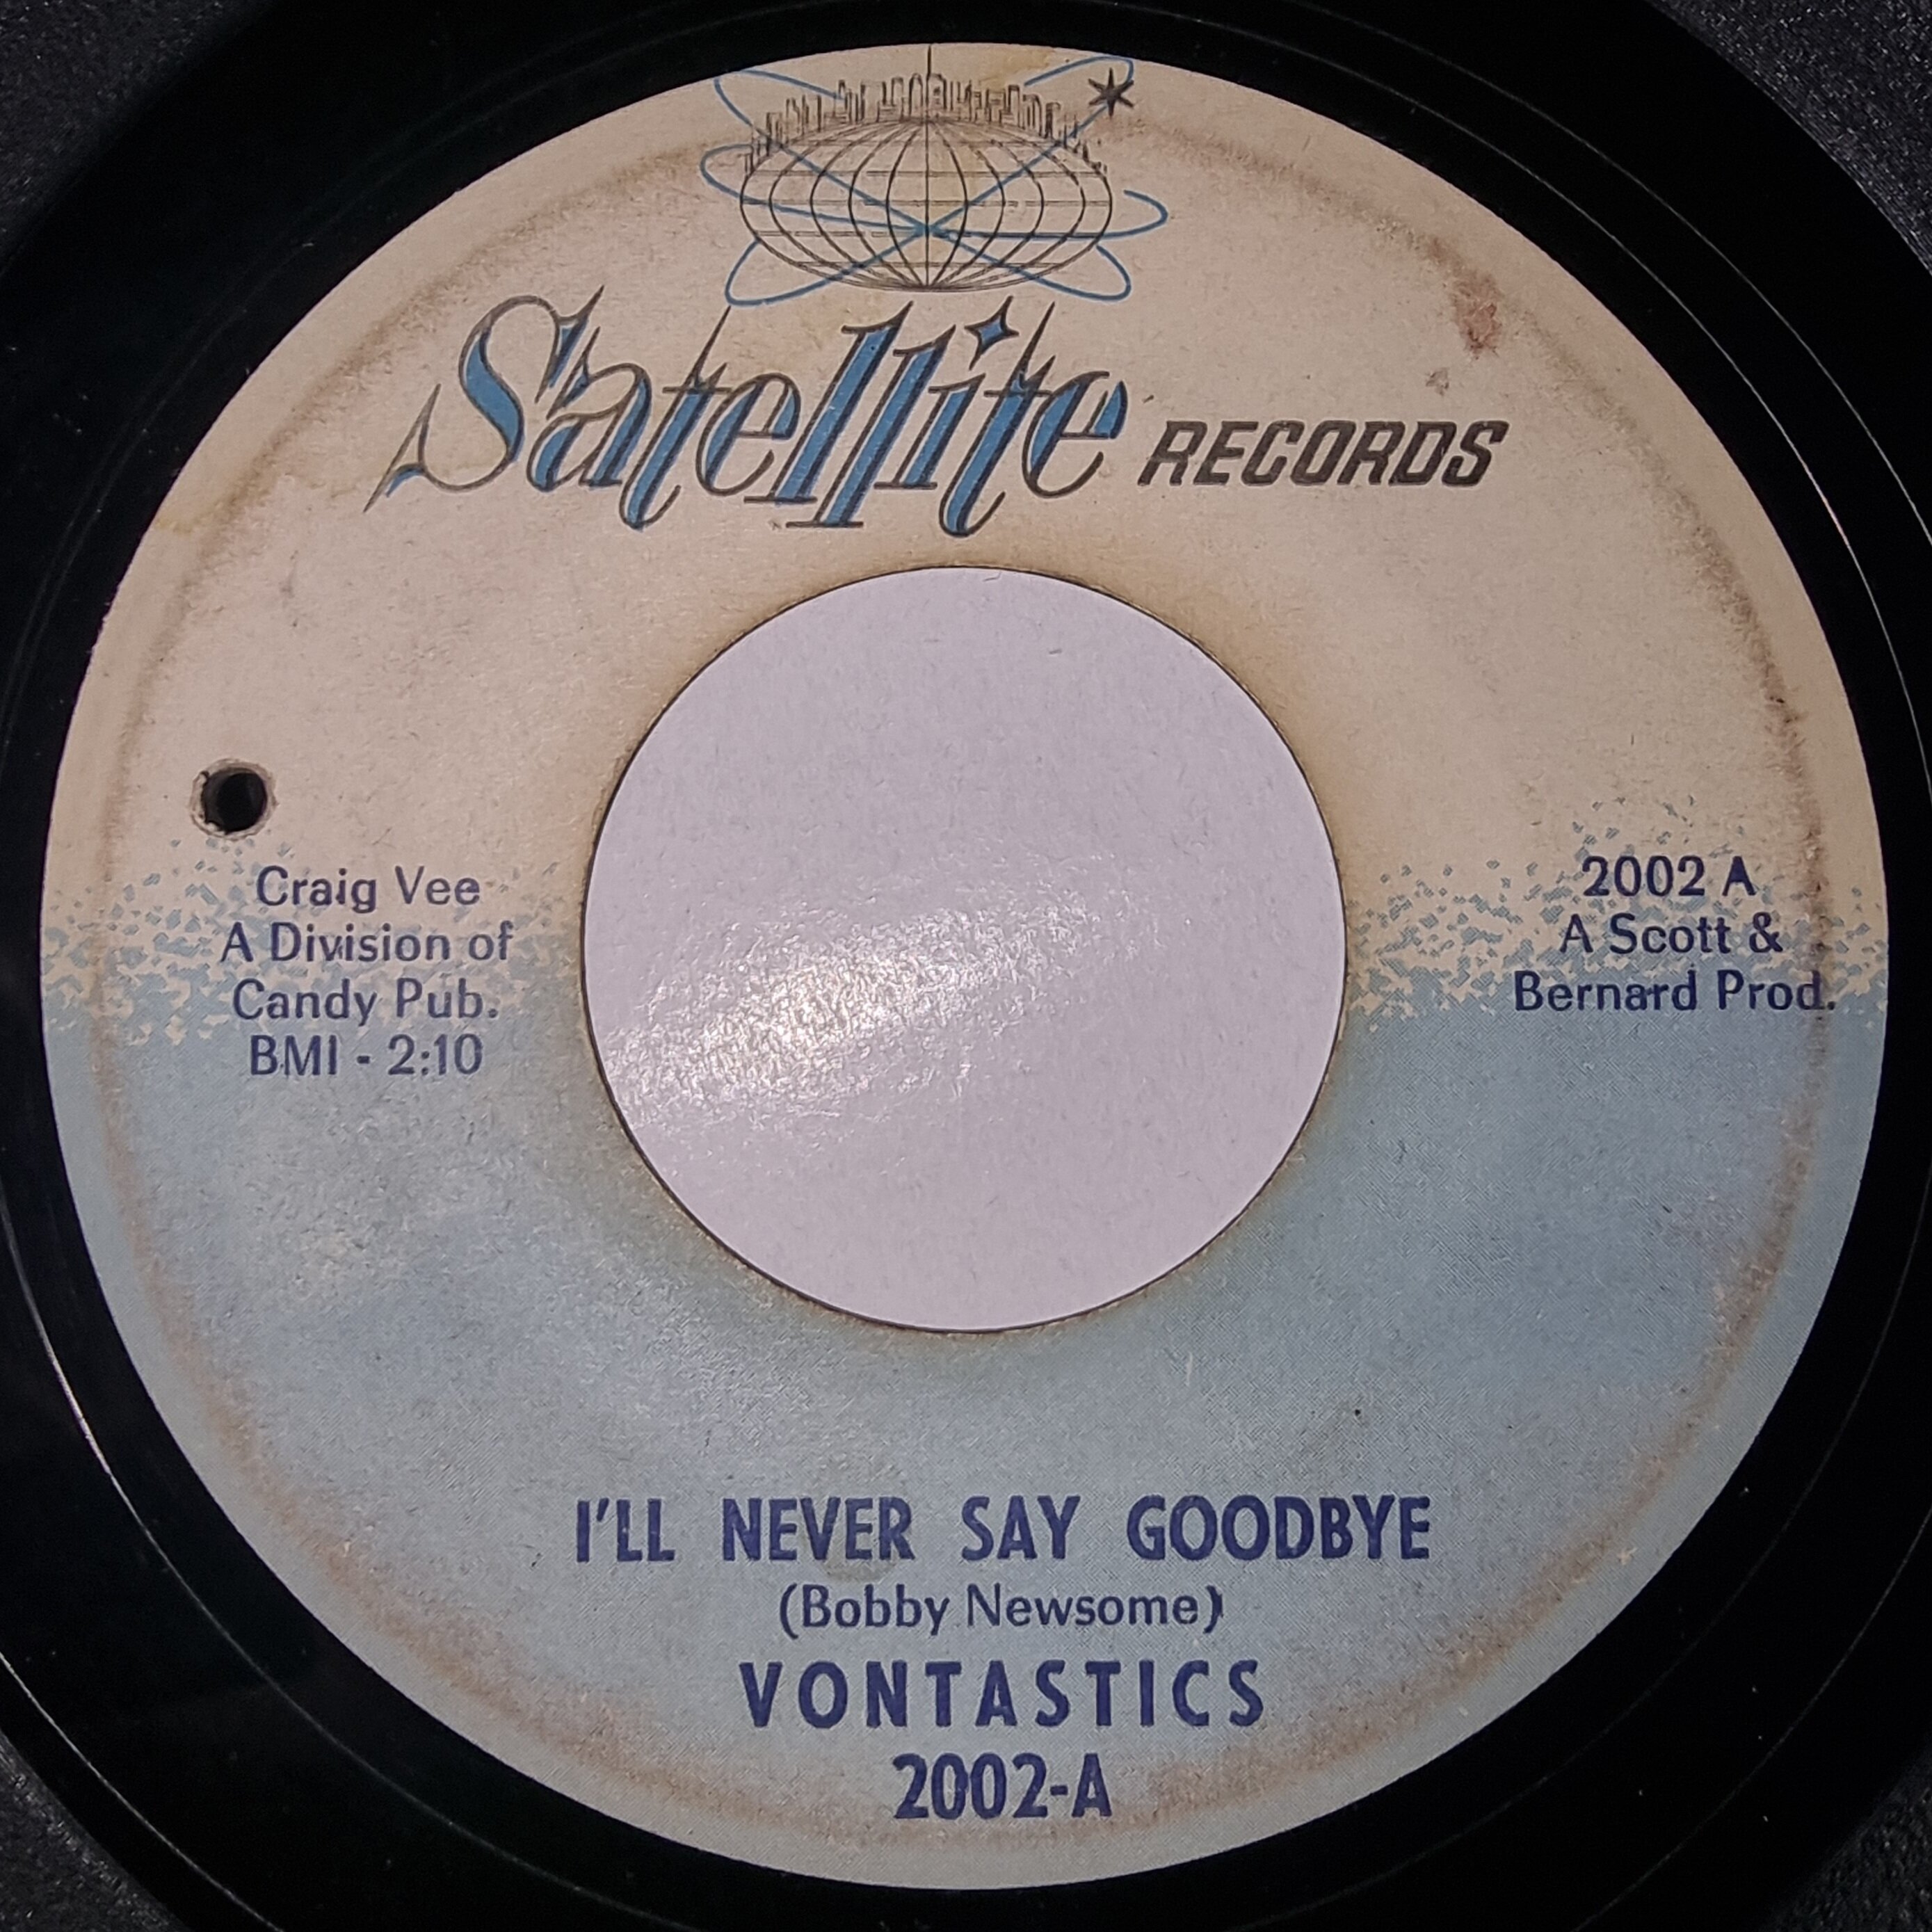 Satellite RECORDS
Craig Vee
A Division of
Candy Pub.
BMI - 2:10
2002 A
A Scott &
Bernard Prod.
I'LL NEVER SAY GOODBYE
(Bobby Newsome)
VONTASTICS
2002-A